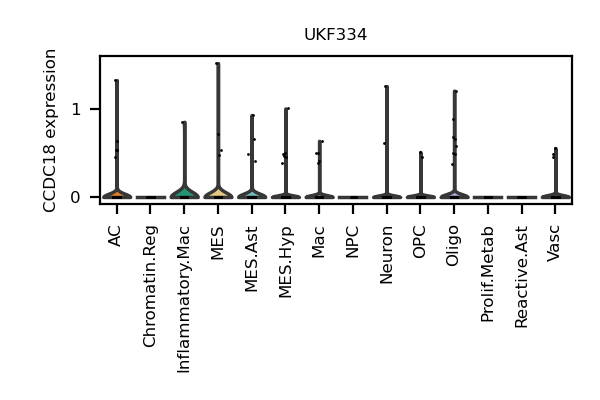 UKF334
CCDC18 expression
1
0
AC
Chromatin.Reg
Inflammatory.Mac
MES
MES.Ast
MES.Hyp
Mac
NPC
Neuron
OPC
Oligo
Prolif.Metab
Reactive.Ast
Vasc